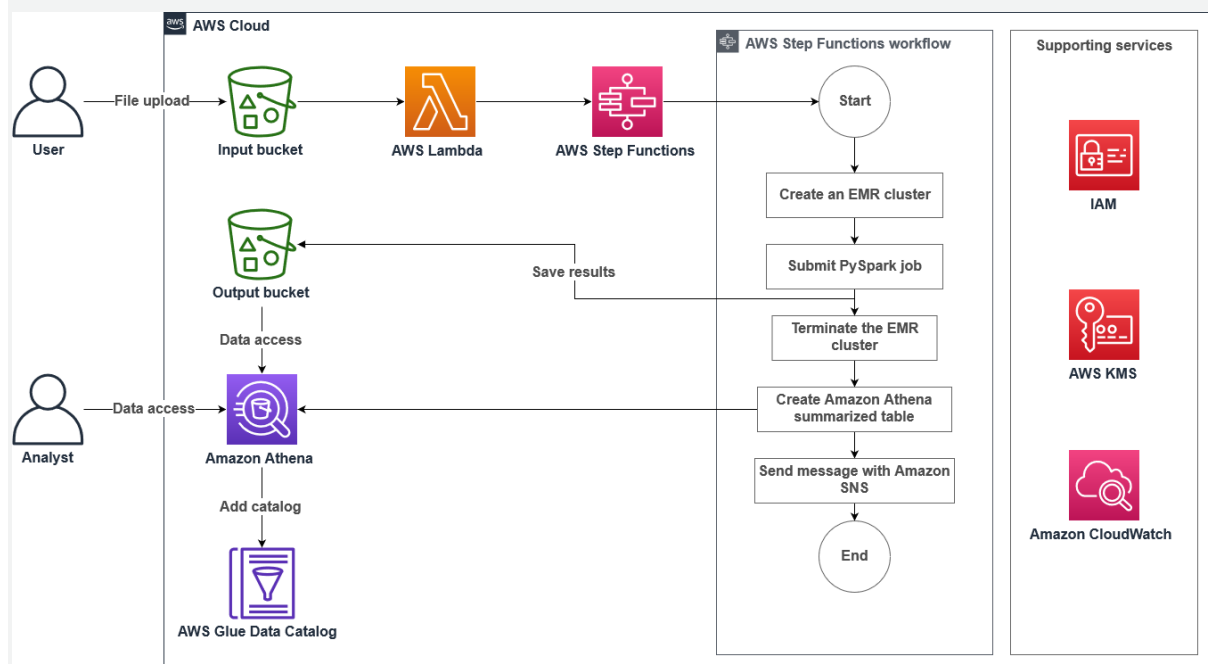 aws
AWS Cloud
AWS Step Functions workflow
Supporting services
File upload
Start
User
Input bucket
AWS Lambda
AWS Step Functions
Create an EMR cluster
IAM
Submit PySpark job
Save results
Output bucket
Terminate the EMR
cluster
Data access
AWS KMS
Create Amazon Athena
summarized table
Data access
Analyst
Amazon Athena
Send message with Amazon
SNS
Add catalog
Amazon CloudWatch
End
AWS Glue Data Catalog